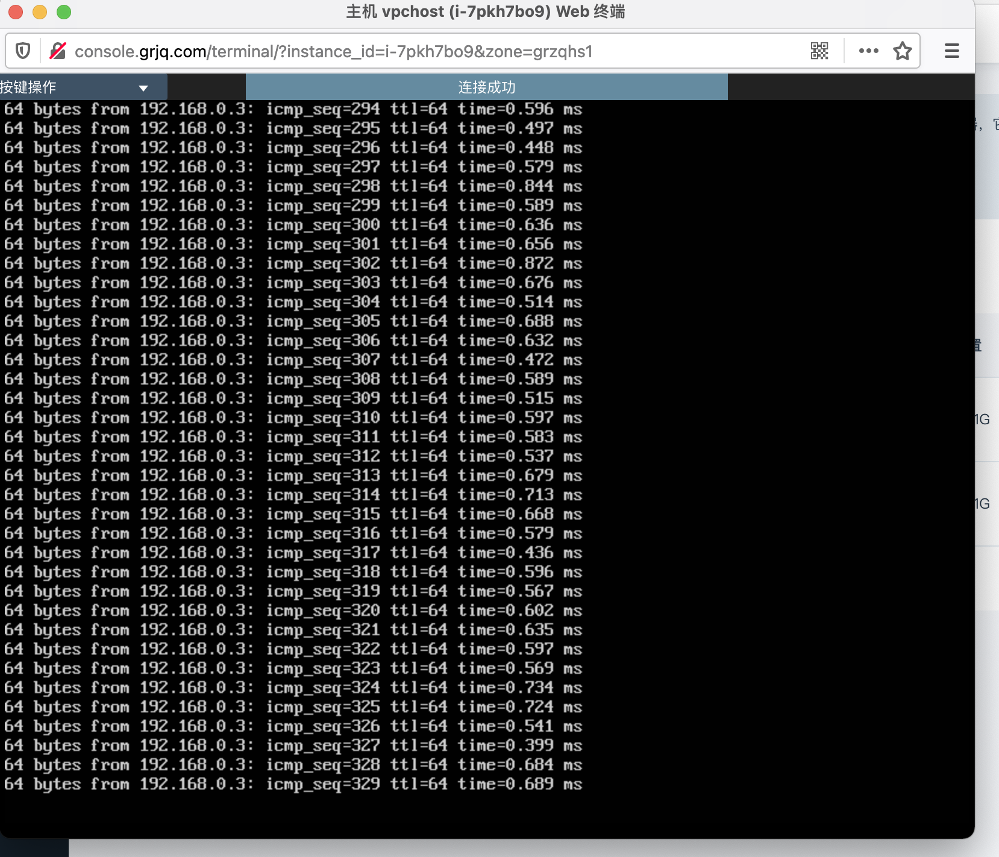 主机 vpchost (i-7pkh7bo9) Web 终端
console.grjq.com/terminal/?instance_id=i-7pkh7bo9&zone=grzqhs1
按键操作
连接成功
64 bytes from 192.168.0.3: icmp_seq=294 ttl=64 time=0.596 ms
64 bytes from 192.168.0.3: icmp_seq=295 ttl=64 time=0.497 ms
64 bytes from 192.168.0.3: icmp_seq=296 ttl=64 time=0.448 ms
64 bytes from 192.168.0.3: icmp_seq=297 ttl=64 time=0.579 ms
64 bytes from 192.168.0.3: icmp_seq=298 ttl=64 time=0.844 ms
64 bytes from 192.168.0.3: icmp_seq=299 ttl=64 time=0.589 ms
64 bytes from 192.168.0.3: icmp_seq=300 ttl=64 time=0.636 ms
64 bytes from 192.168.0.3: icmp_seq=301 ttl=64 time=0.656 ms
64 bytes from 192.168.0.3: icmp_seq=302 ttl=64 time=0.872 ms
64 bytes from 192.168.0.3: icmp_seq=303 ttl=64 time=0.676 ms
64 bytes from 192.168.0.3: icmp_seq=304 ttl=64 time=0.514 ms
64 bytes from 192.168.0.3: icmp_seq=305 ttl=64 time=0.688 ms
64 bytes from 192.168.0.3: icmp_seq=306 ttl=64 time=0.632 ms
64 bytes from 192.168.0.3: icmp_seq=307 ttl=64 time=0.472 ms
64 bytes from 192.168.0.3: icmp_seq=308 ttl=64 time=0.589 ms
64 bytes from 192.168.0.3: icmp_seq=309 ttl=64 time=0.515 ms
64 bytes from 192.168.0.3: icmp_seq=310 ttl=64 time=0.597 ms
64 bytes from 192.168.0.3: icmp_seq=311 ttl=64 time=0.583 ms
64 bytes from 192.168.0.3: icmp_seq=312 ttl=64 time=0.537 ms
64 bytes from 192.168.0.3: icmp_seq=313 ttl=64 time=0.679 ms
64 bytes from 192.168.0.3: icmp_seq=314 ttl=64 time=0.713 ms
64 bytes from 192.168.0.3: icmp_seq=315 ttl=64 time=0.668 ms
64 bytes from 192.168.0.3: icmp_seq=316 ttl=64 time=0.579 ms
64 bytes from 192.168.0.3: icmp_seq=317 ttl=64 time=0.436 ms
64 bytes from 192.168.0.3: icmp_seq=318 ttl=64 time=0.596 ms
64 bytes from 192.168.0.3: icmp_seq=319 ttl=64 time=0.567 ms
64 bytes from 192.168.0.3: icmp_seq=320 ttl=64 time=0.602 ms
64 bytes from 192.168.0.3: icmp_seq=321 ttl=64 time=0.635 ms
64 bytes from 192.168.0.3: icmp_seq=322 ttl=64 time=0.597 ms
64 bytes from 192.168.0.3: icmp_seq=323 ttl=64 time=0.569 ms
64 bytes from 192.168.0.3: icmp_seq=324 ttl=64 time=0.734 ms
64 bytes from 192.168.0.3: icmp_seq=325 ttl=64 time=0.724 ms
64 bytes from 192.168.0.3: icmp_seq=326 ttl=64 time=0.541 ms
64 bytes from 192.168.0.3: icmp_seq=327 ttl=64 time=0.399 ms
64 bytes from 192.168.0.3: icmp_seq=328 ttl=64 time=0.684 ms
64 bytes from 192.168.0.3: icmp_seq=329 ttl=64 time=0.689 ms
置
1G
1G